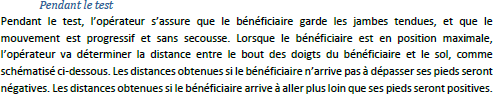 Pendant le test
Pendant le test, l'opérateur s'assure que le bénéficiaire garde les jambes tendues, et que le
mouvement est progressif et sans secousse. Lorsque le bénéficiaire est en position maximale,
l'opérateur va déterminer la distance entre le bout des doigts du bénéficiaire et le sol, comme
schématisé ci-dessous. Les distances obtenues si le bénéficiaire n'arrive pas à dépasser ses pieds seront
négatives. Les distances obtenues si le bénéficiaire arrive à aller plus loin que ses pieds seront positives.